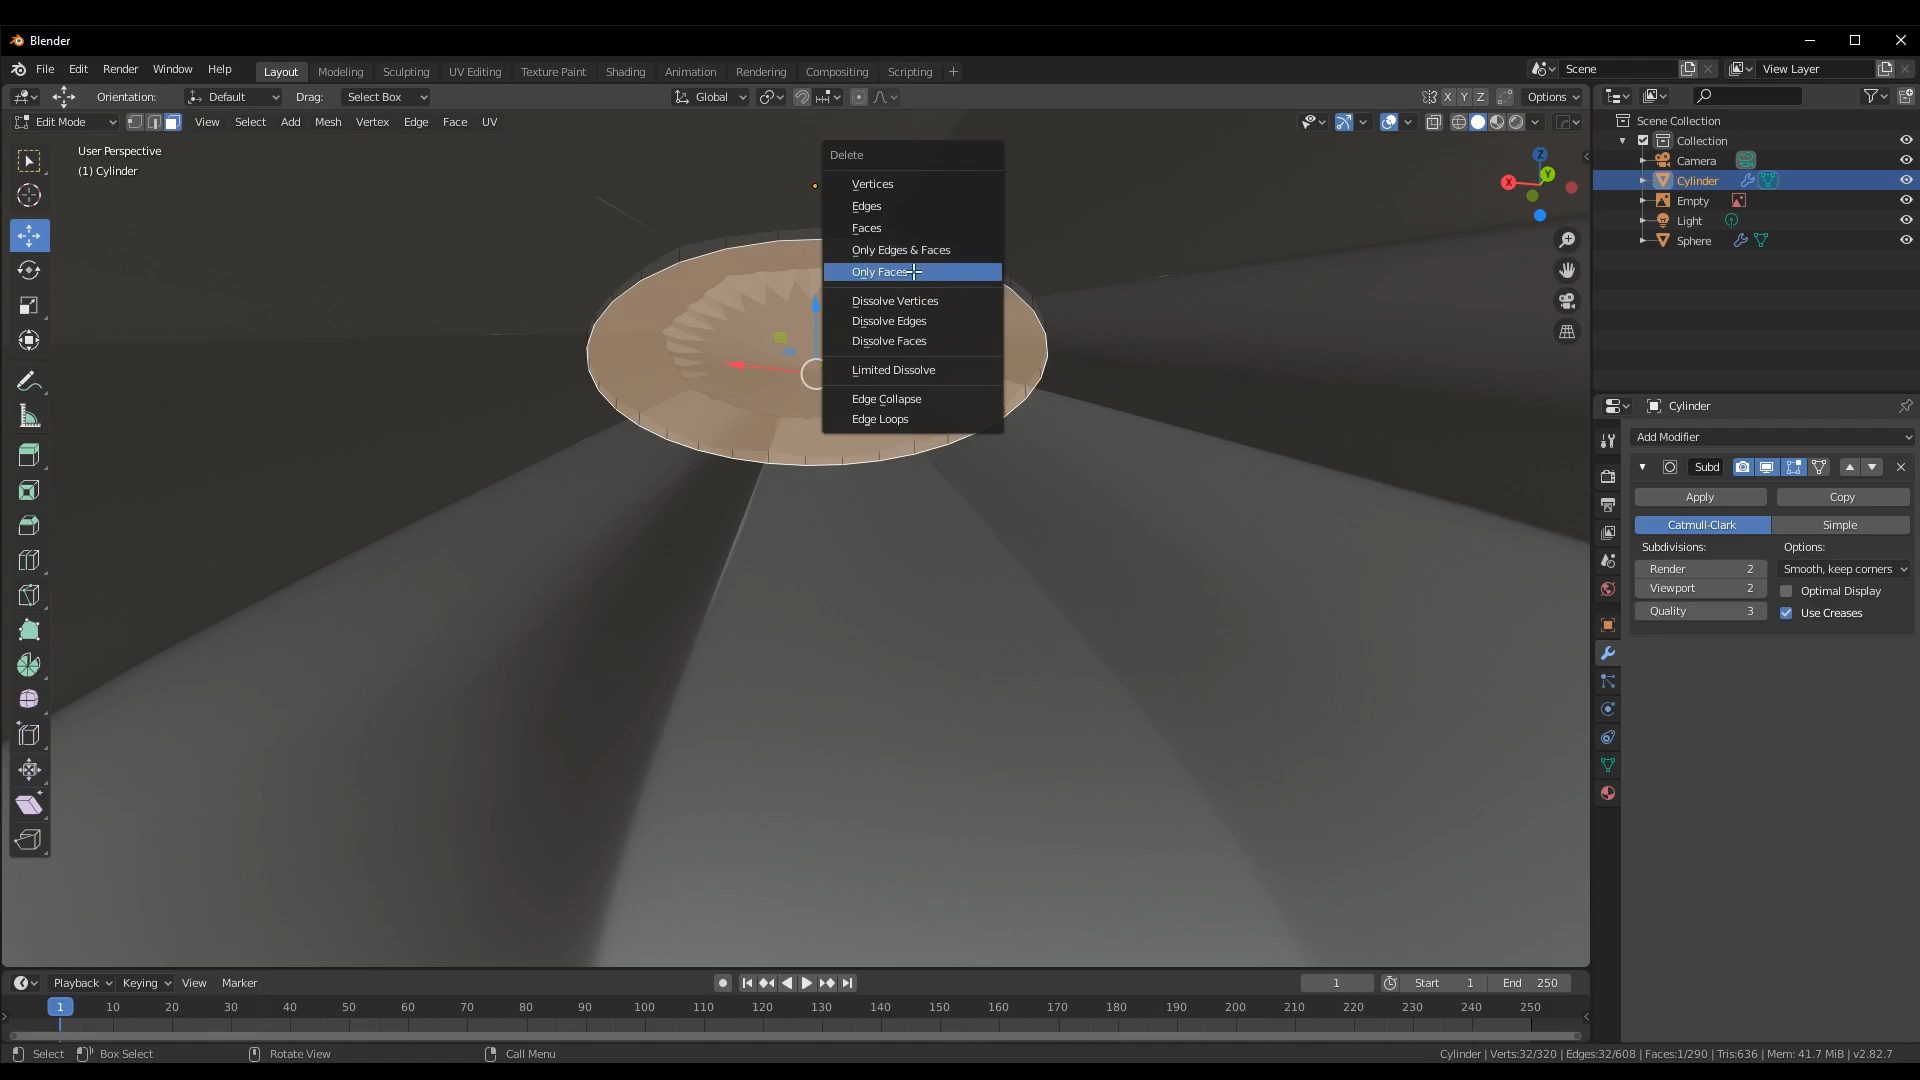 Blender
File Edit Render Window Help Layout Modeling Sculpting UV Editing Texture Paint Shading Animation Rendering Compositing Scripting + Scene View Layer
Orientation: Default Drag: Select Box Global X Y Z Options
Edit Mode View Select Add Mesh Vertex Edge Face UV
User Perspective
(1) Cylinder
Delete
Vertices
Edges
Faces
Only Edges & Faces
Only Faces
Dissolve Vertices
Dissolve Edges
Dissolve Faces
Limited Dissolve
Edge Collapse
Edge Loops
Z
Y
X
Scene Collection
Collection
Camera
Cylinder
Empty
Light
Sphere
Cylinder
Add Modifier
Subd
Apply Copy
Catmull-Clark Simple
Subdivisions: Options:
Render 2 Smooth, keep corners
Viewport 2 Optimal Display
Quality 3 Use Creases
Playback Keying View Marker 1 Start 1 End 250
1 10 20 30 40 50 60 70 80 90 100 110 120 130 140 150 160 170 180 190 200 210 220 230 240 250
Select Box Select Rotate View Call Menu Cylinder | Verts:32/320 | Edges:32/608 | Faces:1/290 | Tris:636 | Mem: 41.7 MiB | v2.82.7